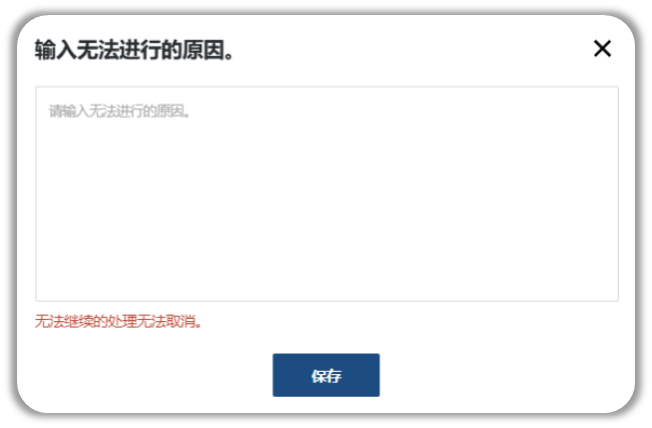 输入无法进行的原因。
请输入无法进行的原因。
无法继续的处理无法取消。
保存